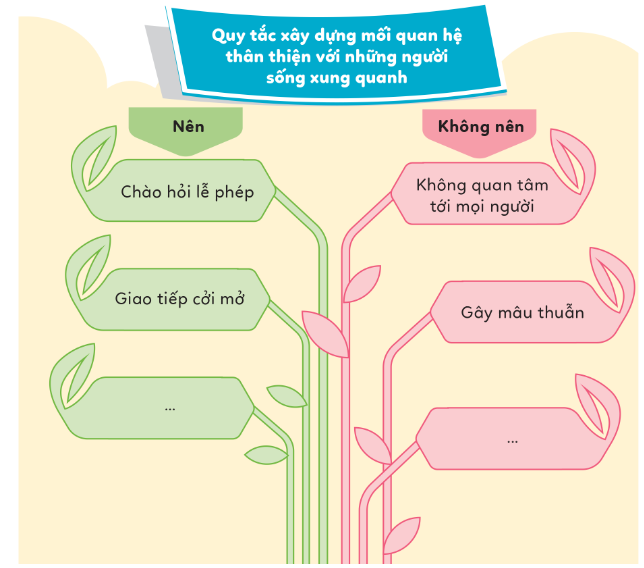 Quy tắc xây dựng mối quan hệ
thân thiện với những người
sống xung quanh
Nên
Không nên
Chào hỏi lễ phép
Không quan tâm
tới mọi người
Giao tiếp cởi mở
Gây mâu thuẫn
...
...